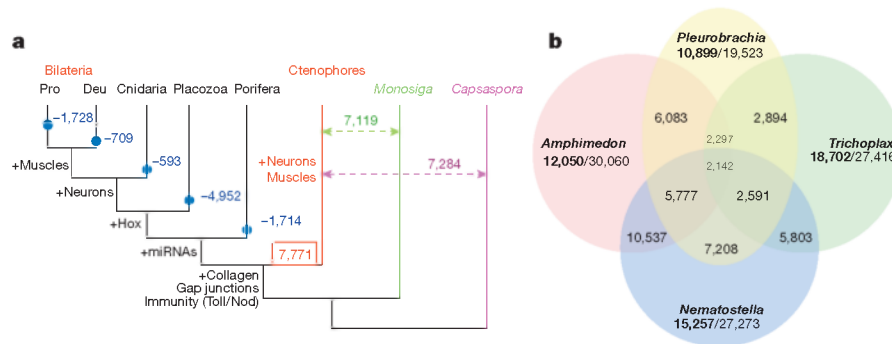 a
Bilateria
Ctenophores
Pro Deu Cnidaria Placozoa Porifera Monosiga Capsaspora
–1,728
–709
–593
–4,952
–1,714
7,119
7,284
+Muscles
+Neurons
+Hox
+miRNAs
+Neurons
Muscles
7,771
+Collagen
Gap junctions
Immunity (Toll/Nod)
b
Pleurobrachia
10,899/19,523
Amphimedon
12,050/30,060
Trichoplax
18,702/27,416
6,083
2,894
2,297
2,142
5,777
2,591
10,537
5,803
7,208
Nematostella
15,257/27,273